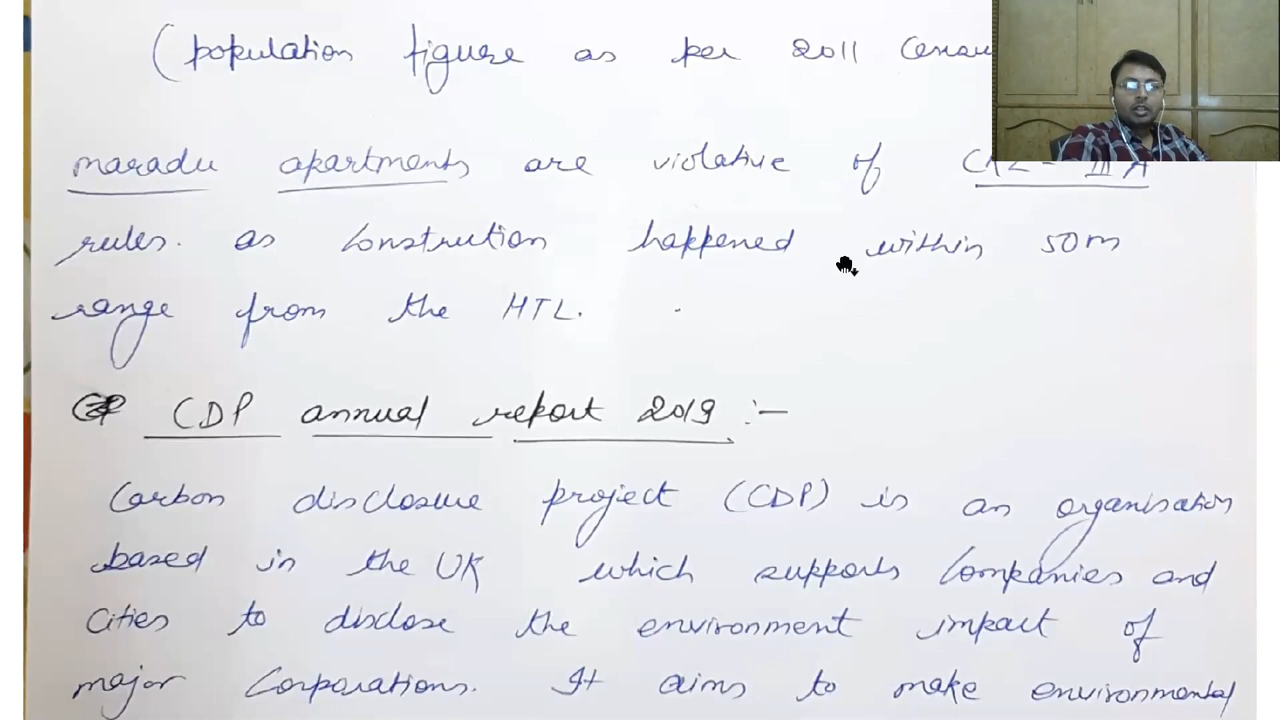 (population figure as per 2011 Censu
maradu apartments are violative of CRZ - III A
rules. as Construction happened within 50m
range from the HTL.
CDP annual report 2019 :-
Carbon disclosure project (CDP) is an organisation
based in the UK which supports Companies and
Cities to disclose the environment impact of
major Corporations. It aims to make environmental